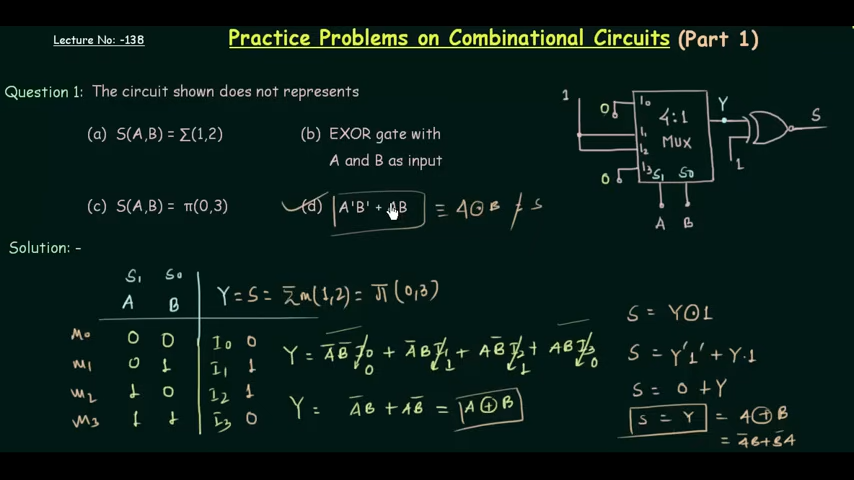 Lecture No: -138
Practice Problems on Combinational Circuits (Part 1)
Question 1: The circuit shown does not represents
(a) S(A,B) = ∑(1,2)
(b) EXOR gate with
A and B as input
(c) S(A,B) = π(0,3)
(d) A'B' + AB ≡ A⊙B ≠ S
1
0 I0
4:1
MUX
I1
I2
0 I3
S1 S0
A B
Y
1
S
Solution: -
S1 S0
A B
Y = S = ∑m(1,2) = π(0,3)
m0 0 0 I0 0
m1 0 1 I1 1
m2 1 0 I2 1
m3 1 1 I3 0
Y = A̅B̅I0 + A̅BI1 + AB̅I2 + ABI3
0 1 1 0
Y = A̅B + AB̅ = A⊕B
S = Y⊙1
S = Y'1' + Y.1
S = 0 + Y
S = Y = A⊕B
= A̅B + B̅A